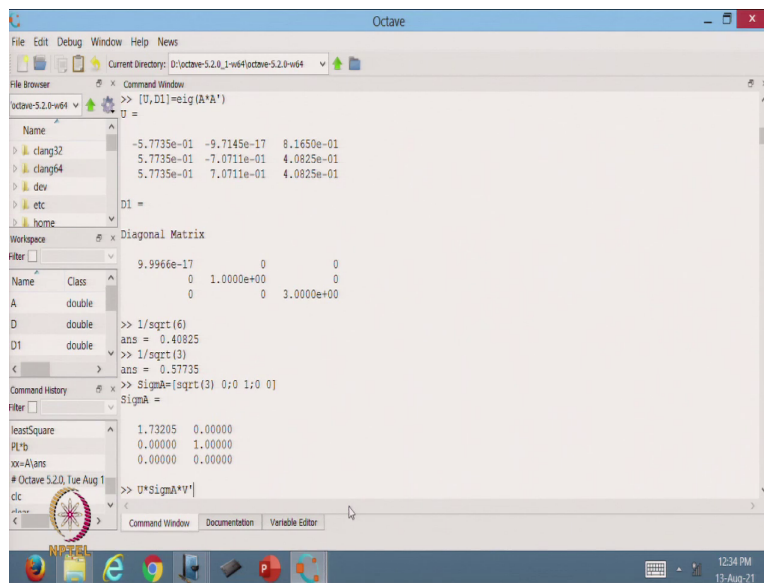 Octave
File Edit Debug Window Help News
Current Directory: D:\octave-5.2.0_1-w64\octave-5.2.0-w64
File Browser
Command Window
octave-5.2.0-w64
Name
clang32
clang64
dev
etc
home
Workspace
Filter
Name Class
A double
D double
D1 double
Command History
Filter
leastSquare
PL*b
xx=A\ans
# Octave 5.2.0, Tue Aug 1
clc
clear
>> [U,D1]=eig(A*A')
U =
-5.7735e-01 -9.7145e-17 8.1650e-01
5.7735e-01 -7.0711e-01 4.0825e-01
5.7735e-01 7.0711e-01 4.0825e-01
D1 =
Diagonal Matrix
9.9966e-17 0 0
0 1.0000e+00 0
0 0 3.0000e+00
>> 1/sqrt(6)
ans = 0.40825
>> 1/sqrt(3)
ans = 0.57735
>> SigmA=[sqrt(3) 0;0 1;0 0]
SigmA =
1.73205 0.00000
0.00000 1.00000
0.00000 0.00000
>> U*SigmA*V'
Command Window Documentation Variable Editor
NPTEL
12:34 PM
13-Aug-21